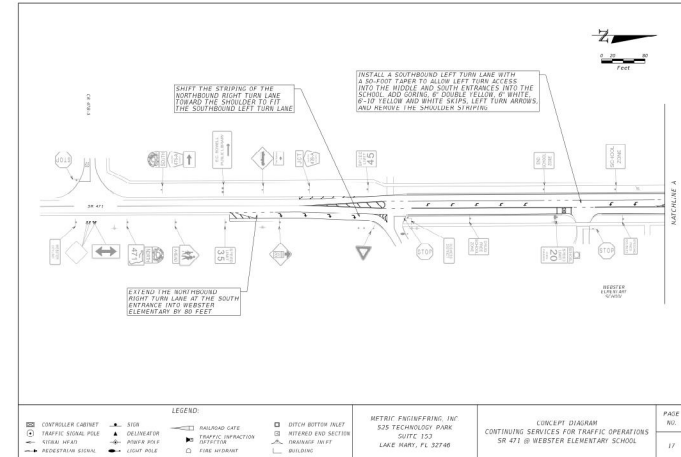 N
0 20 80
Feet
SHIFT THE STRIPING OF THE
NORTHBOUND RIGHT TURN LANE
TOWARD THE SHOULDER TO FIT
THE SOUTHBOUND LEFT TURN LANE
INSTALL A SOUTHBOUND LEFT TURN LANE WITH
A 50-FOOT TAPER TO ALLOW LEFT TURN ACCESS
INTO THE MIDDLE AND SOUTH ENTRANCES INTO THE
SCHOOL. ADD GORING, 6" DOUBLE YELLOW, 6" WHITE,
6'-10' YELLOW AND WHITE SKIPS, LEFT TURN ARROWS,
AND REMOVE THE SHOULDER STRIPING
STOP
45
SCHOOL
ZONE
MATCHLINE A
SR 471
471
35
STOP
20
STOP
WEBSTER
ELEMENTARY
SCHOOL
EXTEND THE NORTHBOUND
RIGHT TURN LANE AT THE SOUTH
ENTRANCE INTO WEBSTER
ELEMENTARY BY 80 FEET
LEGEND:
CONTROLLER CABINET
TRAFFIC SIGNAL POLE
SIGNAL HEAD
PEDESTRIAN SIGNAL
SIGN
DELINEATOR
POWER POLE
LIGHT POLE
RAILROAD GATE
TRAFFIC INFRACTION
DETECTOR
FIRE HYDRANT
DITCH BOTTOM INLET
MITERED END SECTION
DRAINAGE INLET
BUILDING
METRIC ENGINEERING, INC
525 TECHNOLOGY PARK
SUITE 153
LAKE MARY, FL 32746
CONCEPT DIAGRAM
CONTINUING SERVICES FOR TRAFFIC OPERATIONS
SR 471 @ WEBSTER ELEMENTARY SCHOOL
PAGE
NO.
17